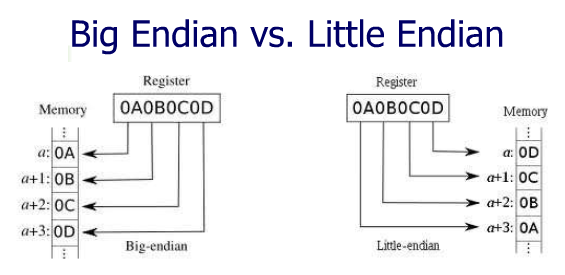 Big Endian vs. Little Endian
Register
0A0B0C0D
Memory
⋮
a: 0A
a+1: 0B
a+2: 0C
a+3: 0D
⋮
Big-endian
Register
0A0B0C0D
Memory
⋮
a: 0D
a+1: 0C
a+2: 0B
a+3: 0A
⋮
Little-endian